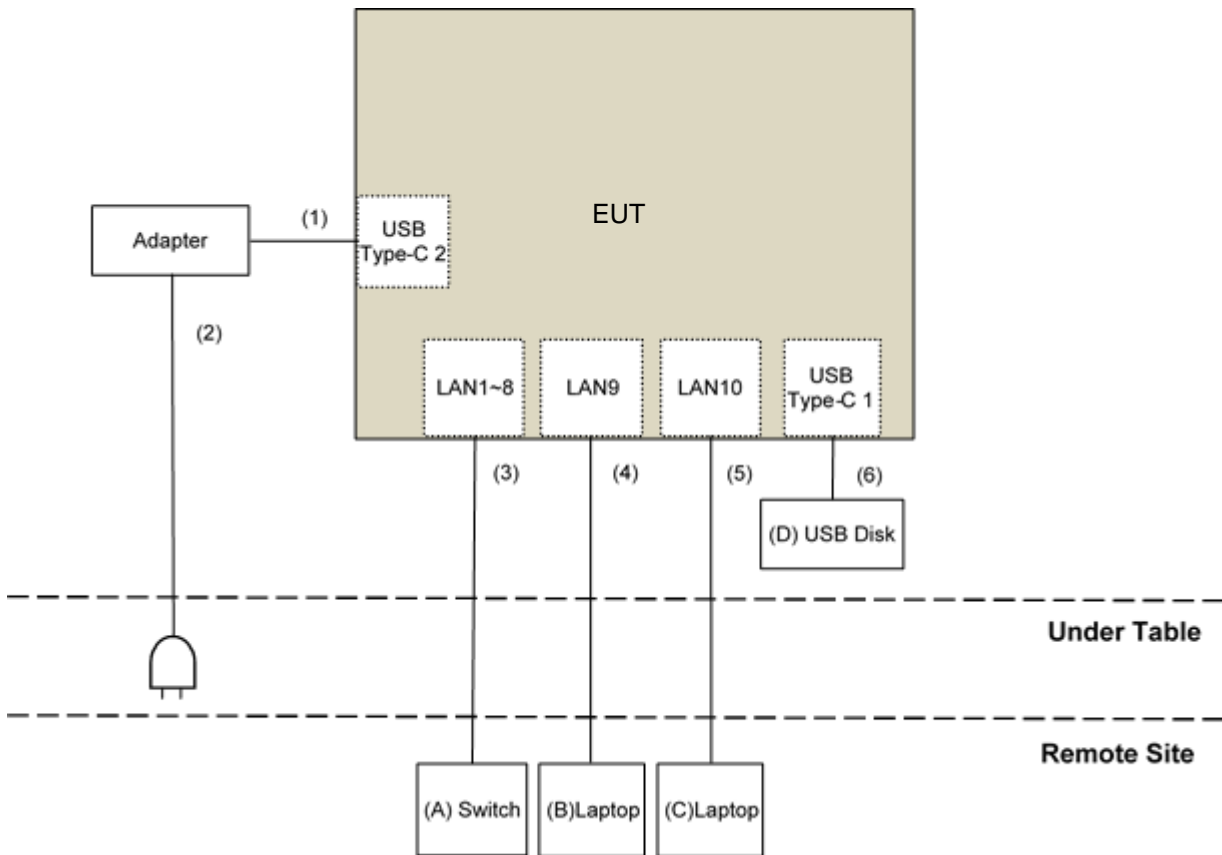 EUT
(1)
USB
Type-C 2
Adapter
(2)
LAN1~8
LAN9
LAN10
USB
Type-C 1
(3)
(4)
(5)
(6)
(D) USB Disk
Under Table
Remote Site
(A) Switch
(B)Laptop
(C)Laptop